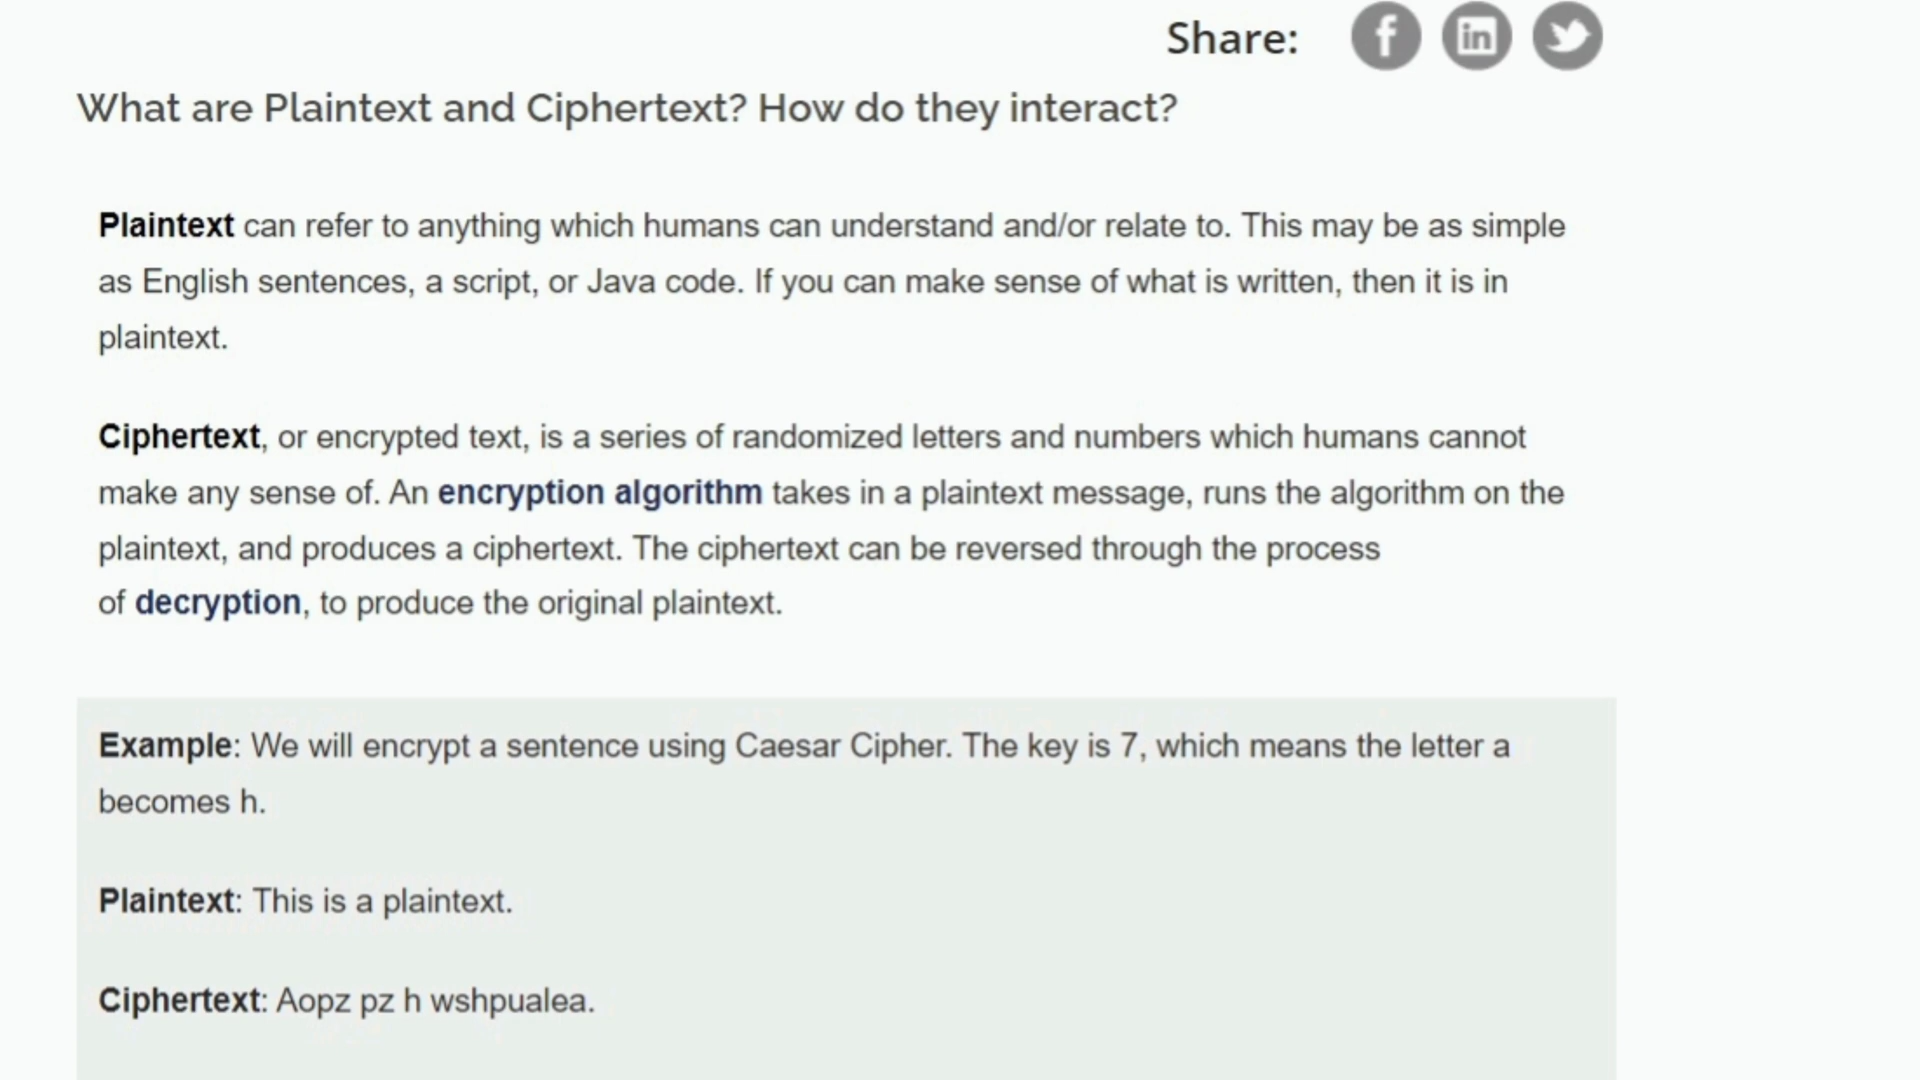 Share:
What are Plaintext and Ciphertext? How do they interact?
Plaintext can refer to anything which humans can understand and/or relate to. This may be as simple
as English sentences, a script, or Java code. If you can make sense of what is written, then it is in
plaintext.
Ciphertext, or encrypted text, is a series of randomized letters and numbers which humans cannot
make any sense of. An encryption algorithm takes in a plaintext message, runs the algorithm on the
plaintext, and produces a ciphertext. The ciphertext can be reversed through the process
of decryption, to produce the original plaintext.
Example: We will encrypt a sentence using Caesar Cipher. The key is 7, which means the letter a
becomes h.
Plaintext: This is a plaintext.
Ciphertext: Aopz pz h wshpualea.